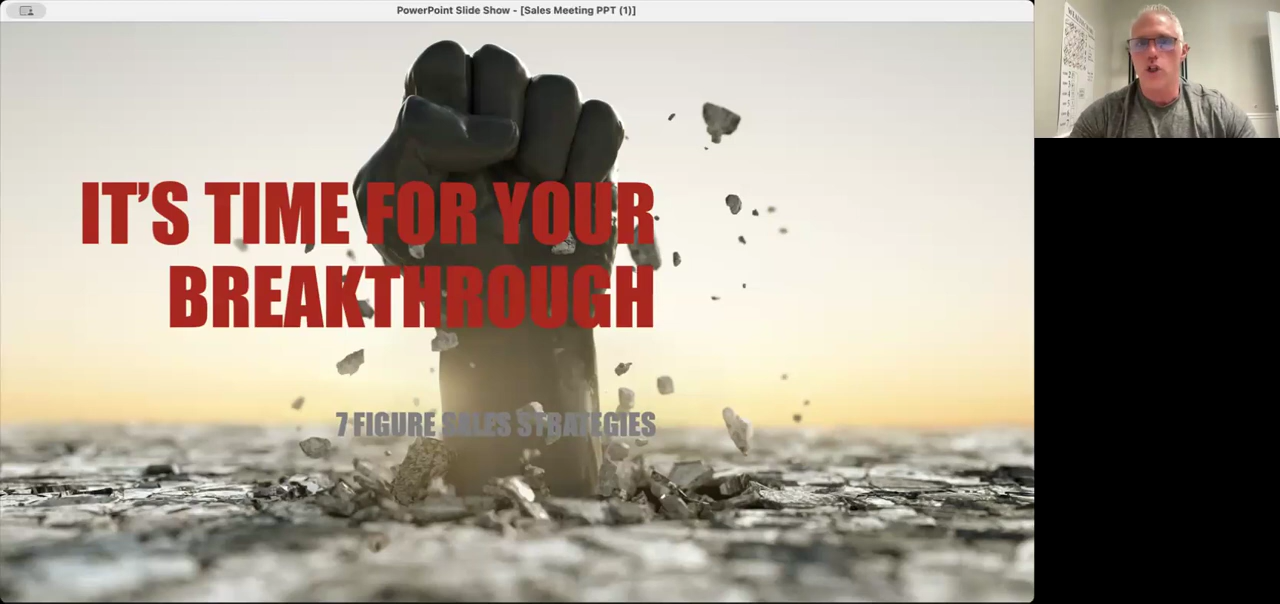 PowerPoint Slide Show - [Sales Meeting PPT (1)]
IT'S TIME FOR YOUR
BREAKTHROUGH
7 FIGURE SALES STRATEGIES